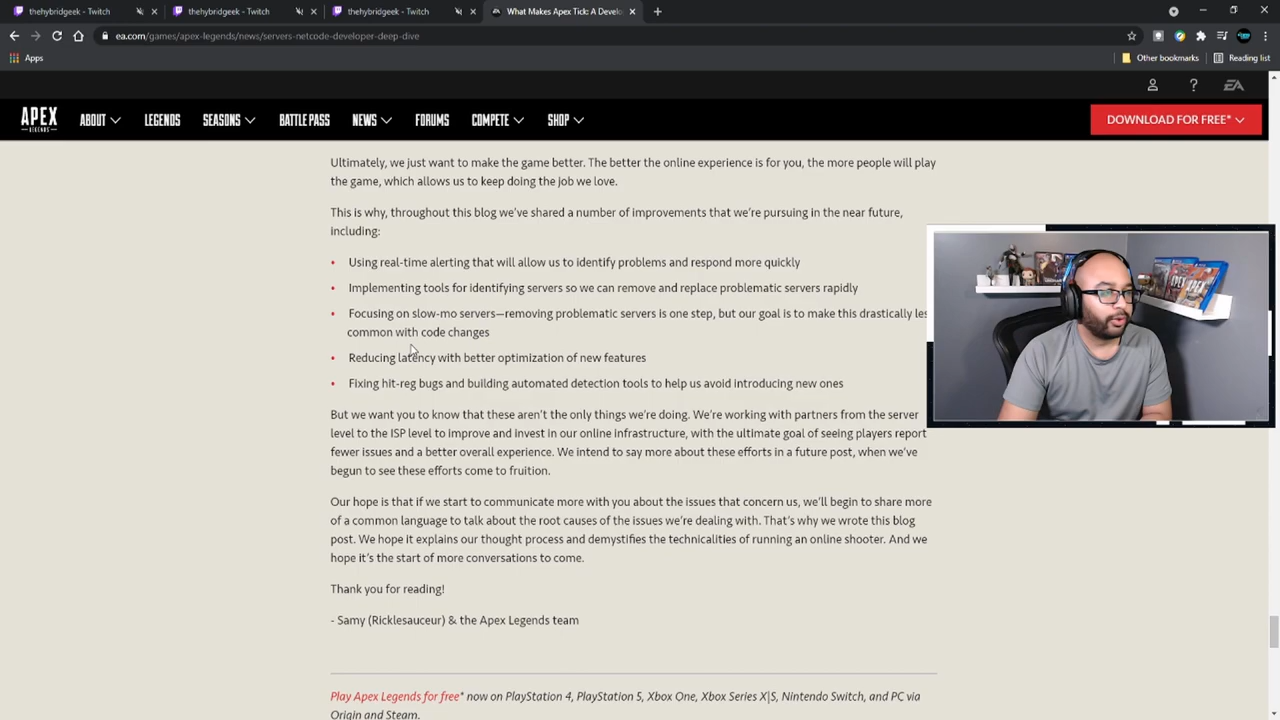 thehybridgeek - Twitch
thehybridgeek - Twitch
thehybridgeek - Twitch
What Makes Apex Tick: A Develo
ea.com/games/apex-legends/news/servers-netcode-developer-deep-dive
Apps
Other bookmarks
Reading list
EA
APEX
LEGENDS
ABOUT
LEGENDS
SEASONS
BATTLE PASS
NEWS
FORUMS
COMPETE
SHOP
DOWNLOAD FOR FREE*
Ultimately, we just want to make the game better. The better the online experience is for you, the more people will play
the game, which allows us to keep doing the job we love.
This is why, throughout this blog we've shared a number of improvements that we're pursuing in the near future,
including:
• Using real-time alerting that will allow us to identify problems and respond more quickly
• Implementing tools for identifying servers so we can remove and replace problematic servers rapidly
• Focusing on slow-mo servers—removing problematic servers is one step, but our goal is to make this drastically les
common with code changes
• Reducing latency with better optimization of new features
• Fixing hit-reg bugs and building automated detection tools to help us avoid introducing new ones
But we want you to know that these aren't the only things we're doing. We're working with partners from the server
level to the ISP level to improve and invest in our online infrastructure, with the ultimate goal of seeing players report
fewer issues and a better overall experience. We intend to say more about these efforts in a future post, when we've
begun to see these efforts come to fruition.
Our hope is that if we start to communicate more with you about the issues that concern us, we'll begin to share more
of a common language to talk about the root causes of the issues we're dealing with. That's why we wrote this blog
post. We hope it explains our thought process and demystifies the technicalities of running an online shooter. And we
hope it's the start of more conversations to come.
Thank you for reading!
- Samy (Ricklesauceur) & the Apex Legends team
Play Apex Legends for free* now on PlayStation 4, PlayStation 5, Xbox One, Xbox Series X|S, Nintendo Switch, and PC via
Origin and Steam.